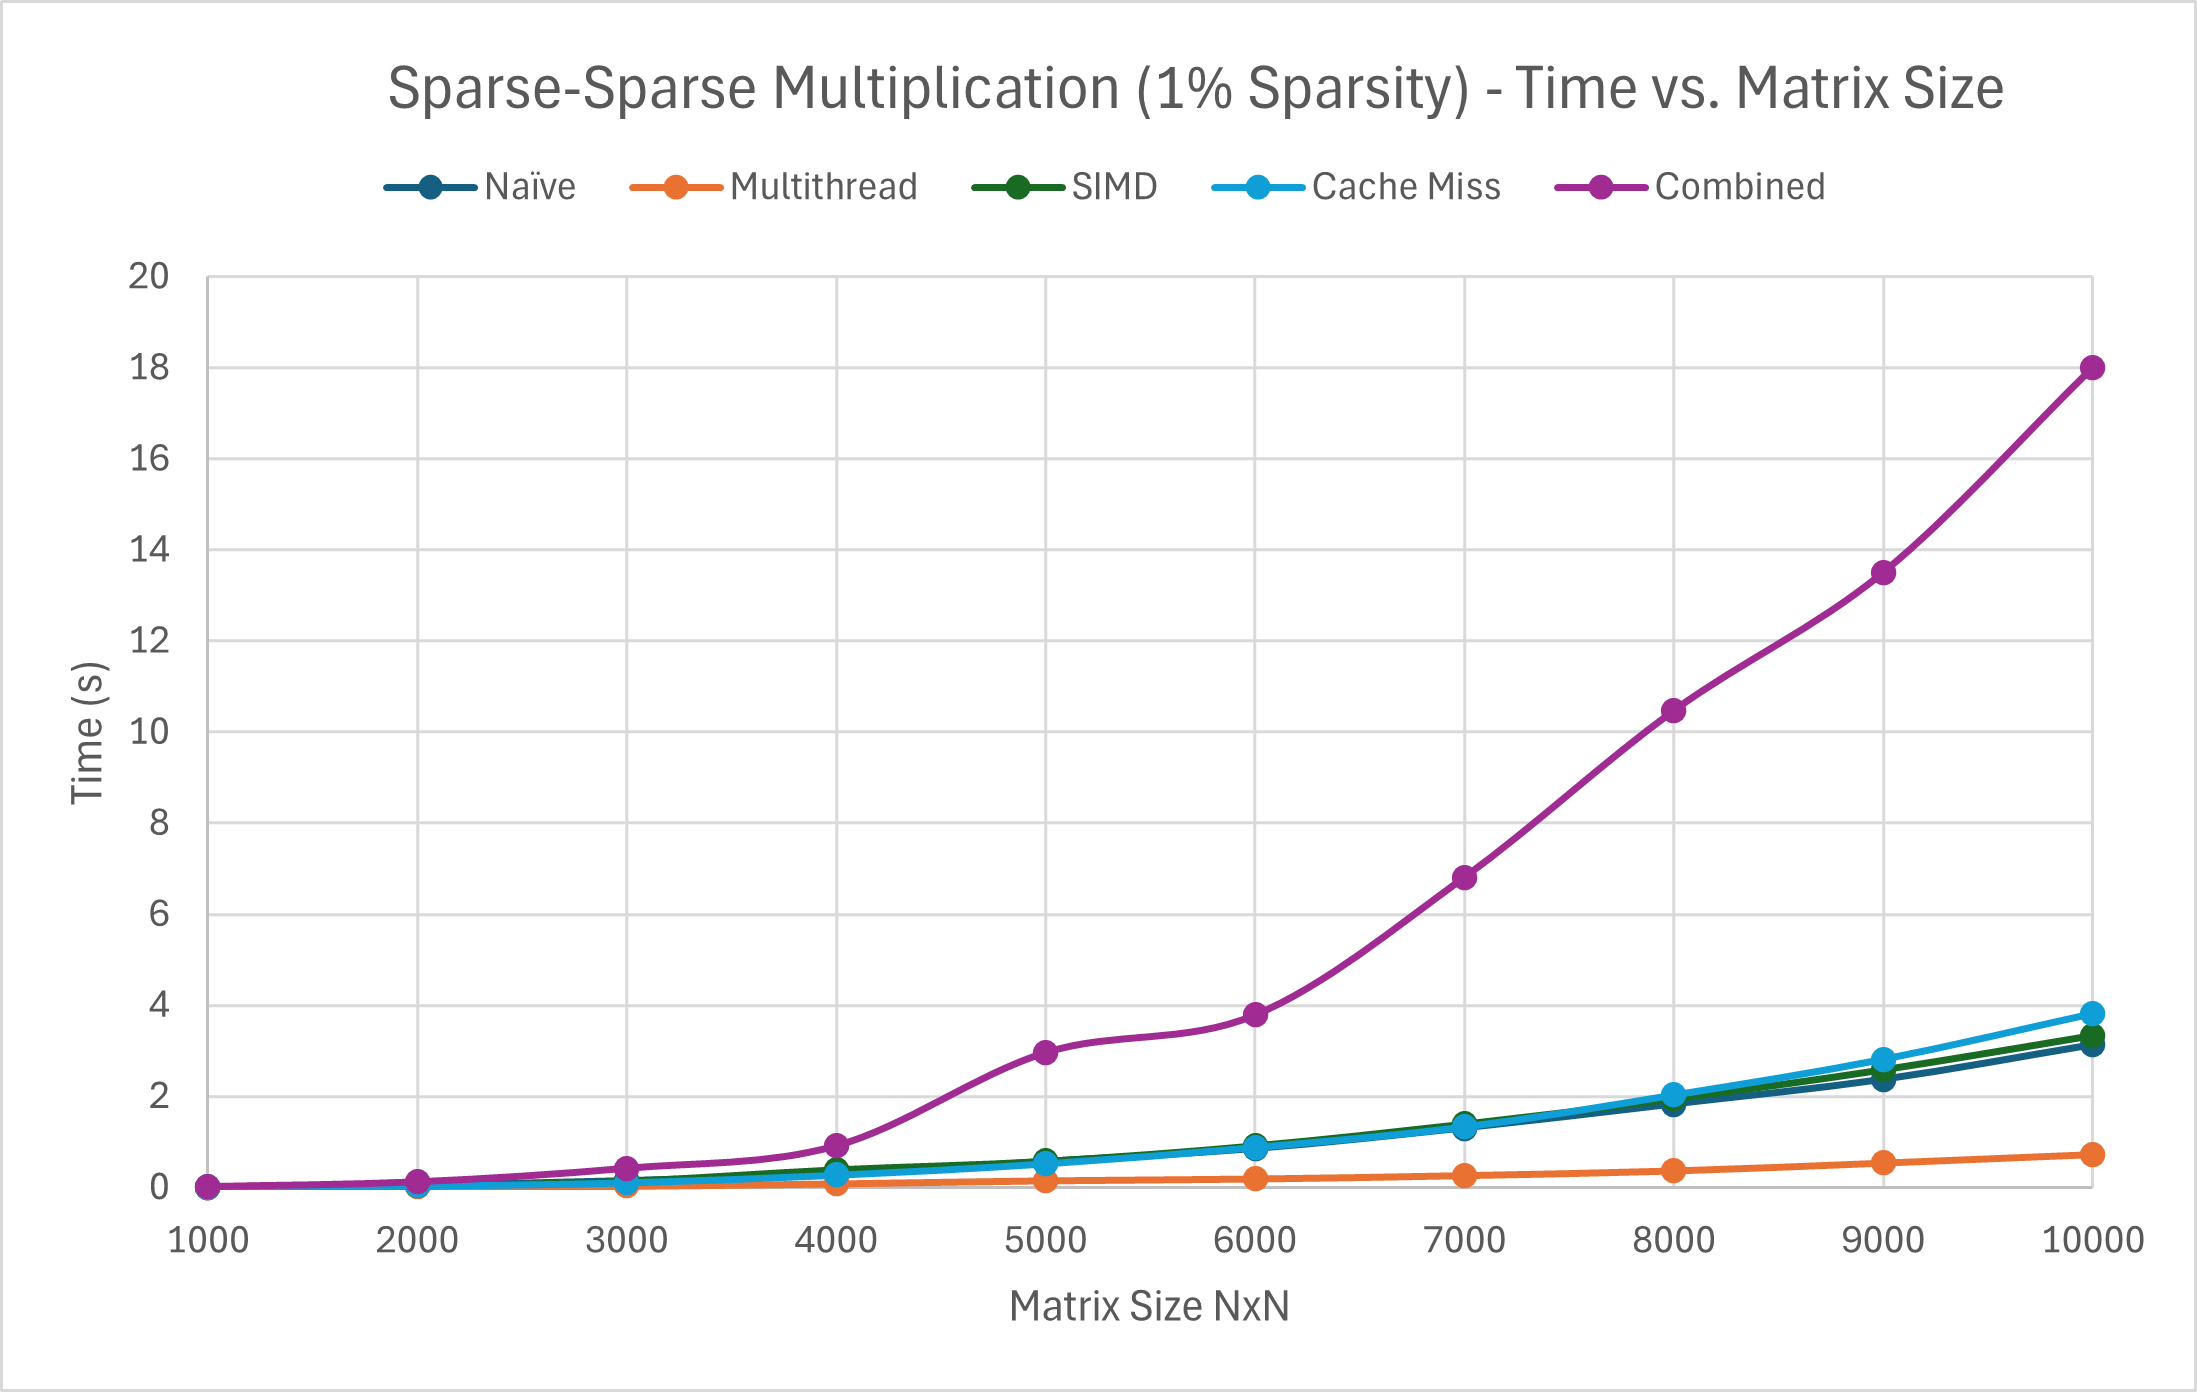 Sparse-Sparse Multiplication (1% Sparsity) - Time vs. Matrix Size
Naïve Multithread SIMD Cache Miss Combined
20
18
16
14
12
10
8
6
4
2
0
Time (s)
1000 2000 3000 4000 5000 6000 7000 8000 9000 10000
Matrix Size NxN